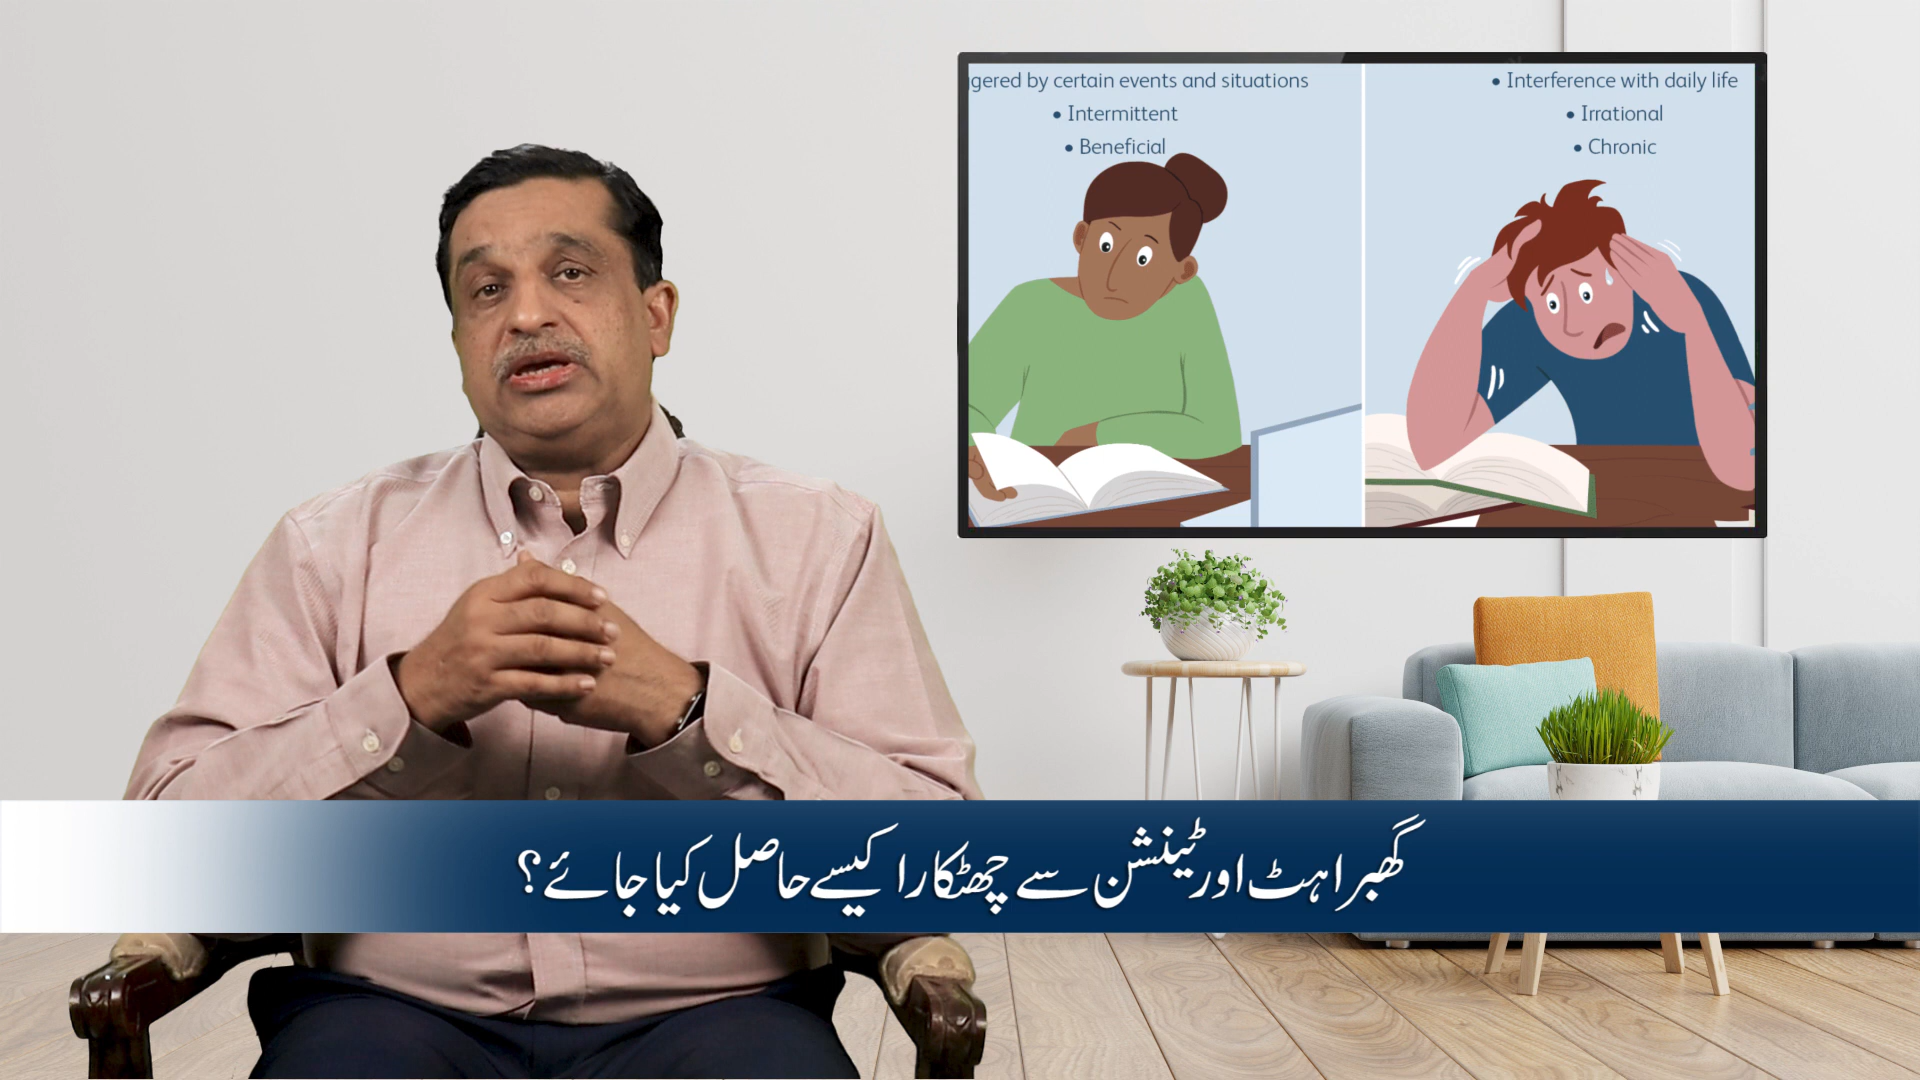 ggered by certain events and situations
• Intermittent
• Beneficial
• Interference with daily life
• Irrational
• Chronic
گھبراہٹ اور ٹینشن سے چھٹکارا کیسے حاصل کیا جائے؟